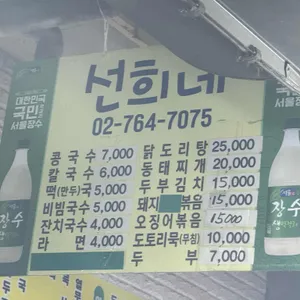 선희네
02-764-7075
대한민국
국민
서울장수
콩국수 7,000
칼국수 6,000
떡(만두)국 5,000
비빔국수 5,000
잔치국수 4,000
라면 4,000
닭도리탕 25,000
동태찌개 20,000
두부김치 15,000
돼지 볶음 15,000
오징어볶음 15,000
도토리묵(무침) 10,000
두부 7,000
장수
장수